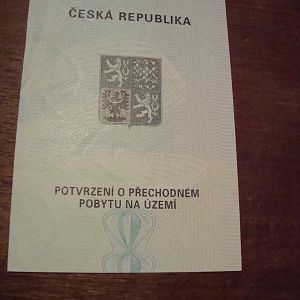 ČESKÁ REPUBLIKA
POTVRZENÍ O PŘECHODNÉM
POBYTU NA ÚZEMÍ